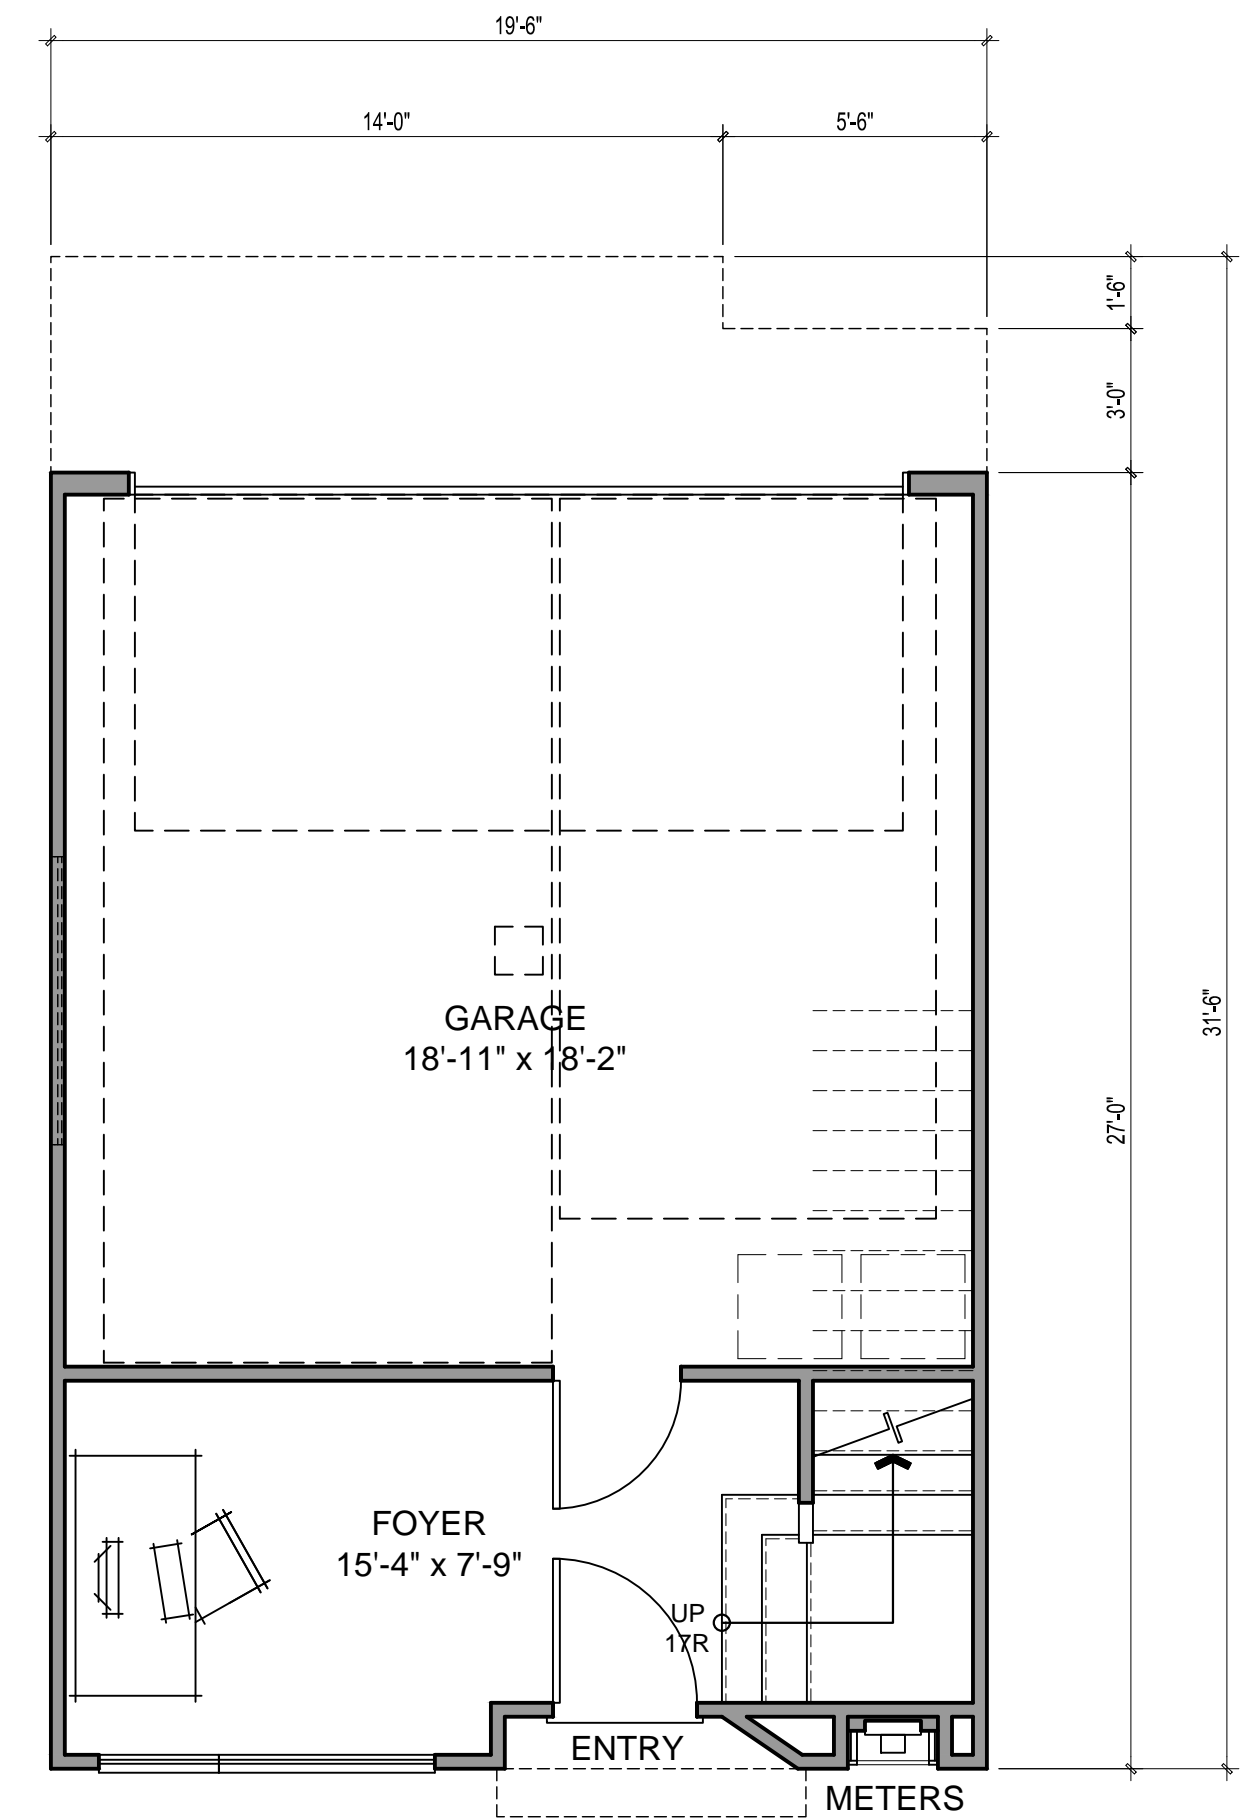 19'-6"
14'-0"
5'-6"
1'-6"
3'-0"
31'-6"
27'-0"
GARAGE
18'-11" x 18'-2"
FOYER
15'-4" x 7'-9"
UP
17R
ENTRY
METERS